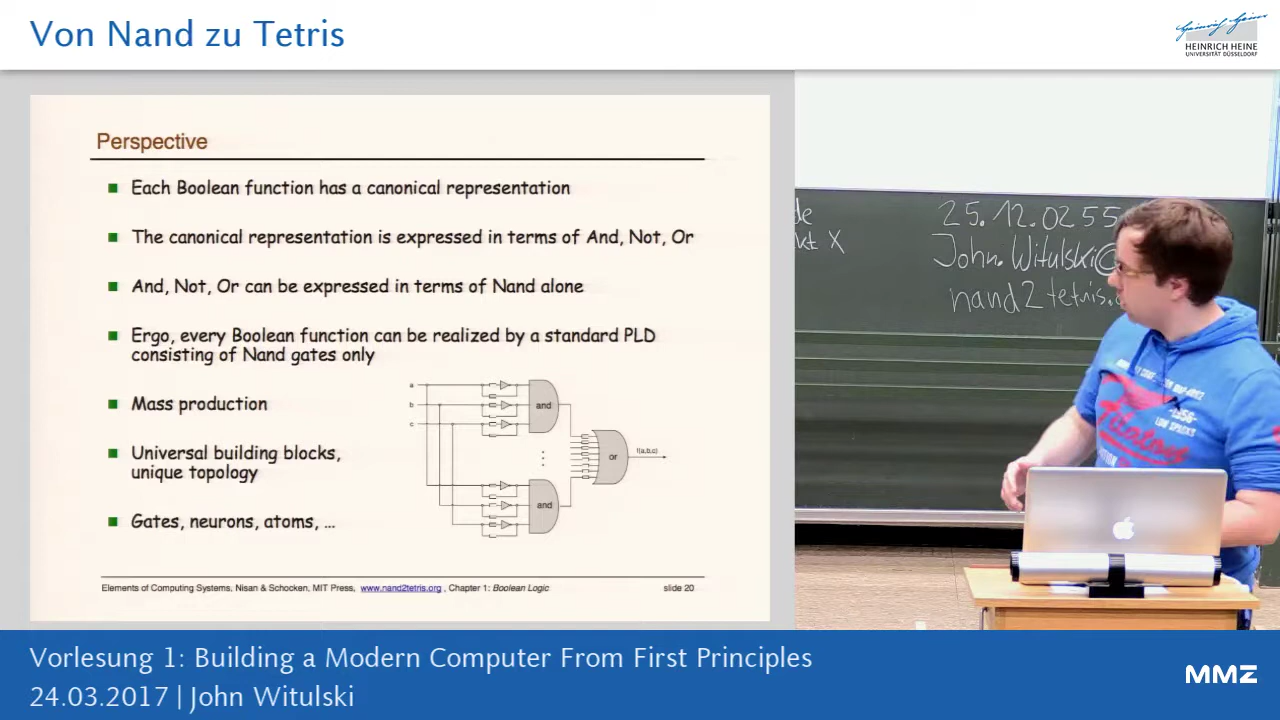 Von Nand zu Tetris
HEINRICH HEINE
UNIVERSITÄT DÜSSELDORF
Perspective
Each Boolean function has a canonical representation
The canonical representation is expressed in terms of And, Not, Or
And, Not, Or can be expressed in terms of Nand alone
Ergo, every Boolean function can be realized by a standard PLD
consisting of Nand gates only
Mass production
Universal building blocks,
unique topology
Gates, neurons, atoms, ...
a
b
c
and
and
or
f(a,b,c)
Elements of Computing Systems, Nisan & Schocken, MIT Press, www.nand2tetris.org , Chapter 1: Boolean Logic
slide 20
25.12.02.55
John.Witulski@
nand2tetris.
X
Vorlesung 1: Building a Modern Computer From First Principles
24.03.2017 | John Witulski
MMZ